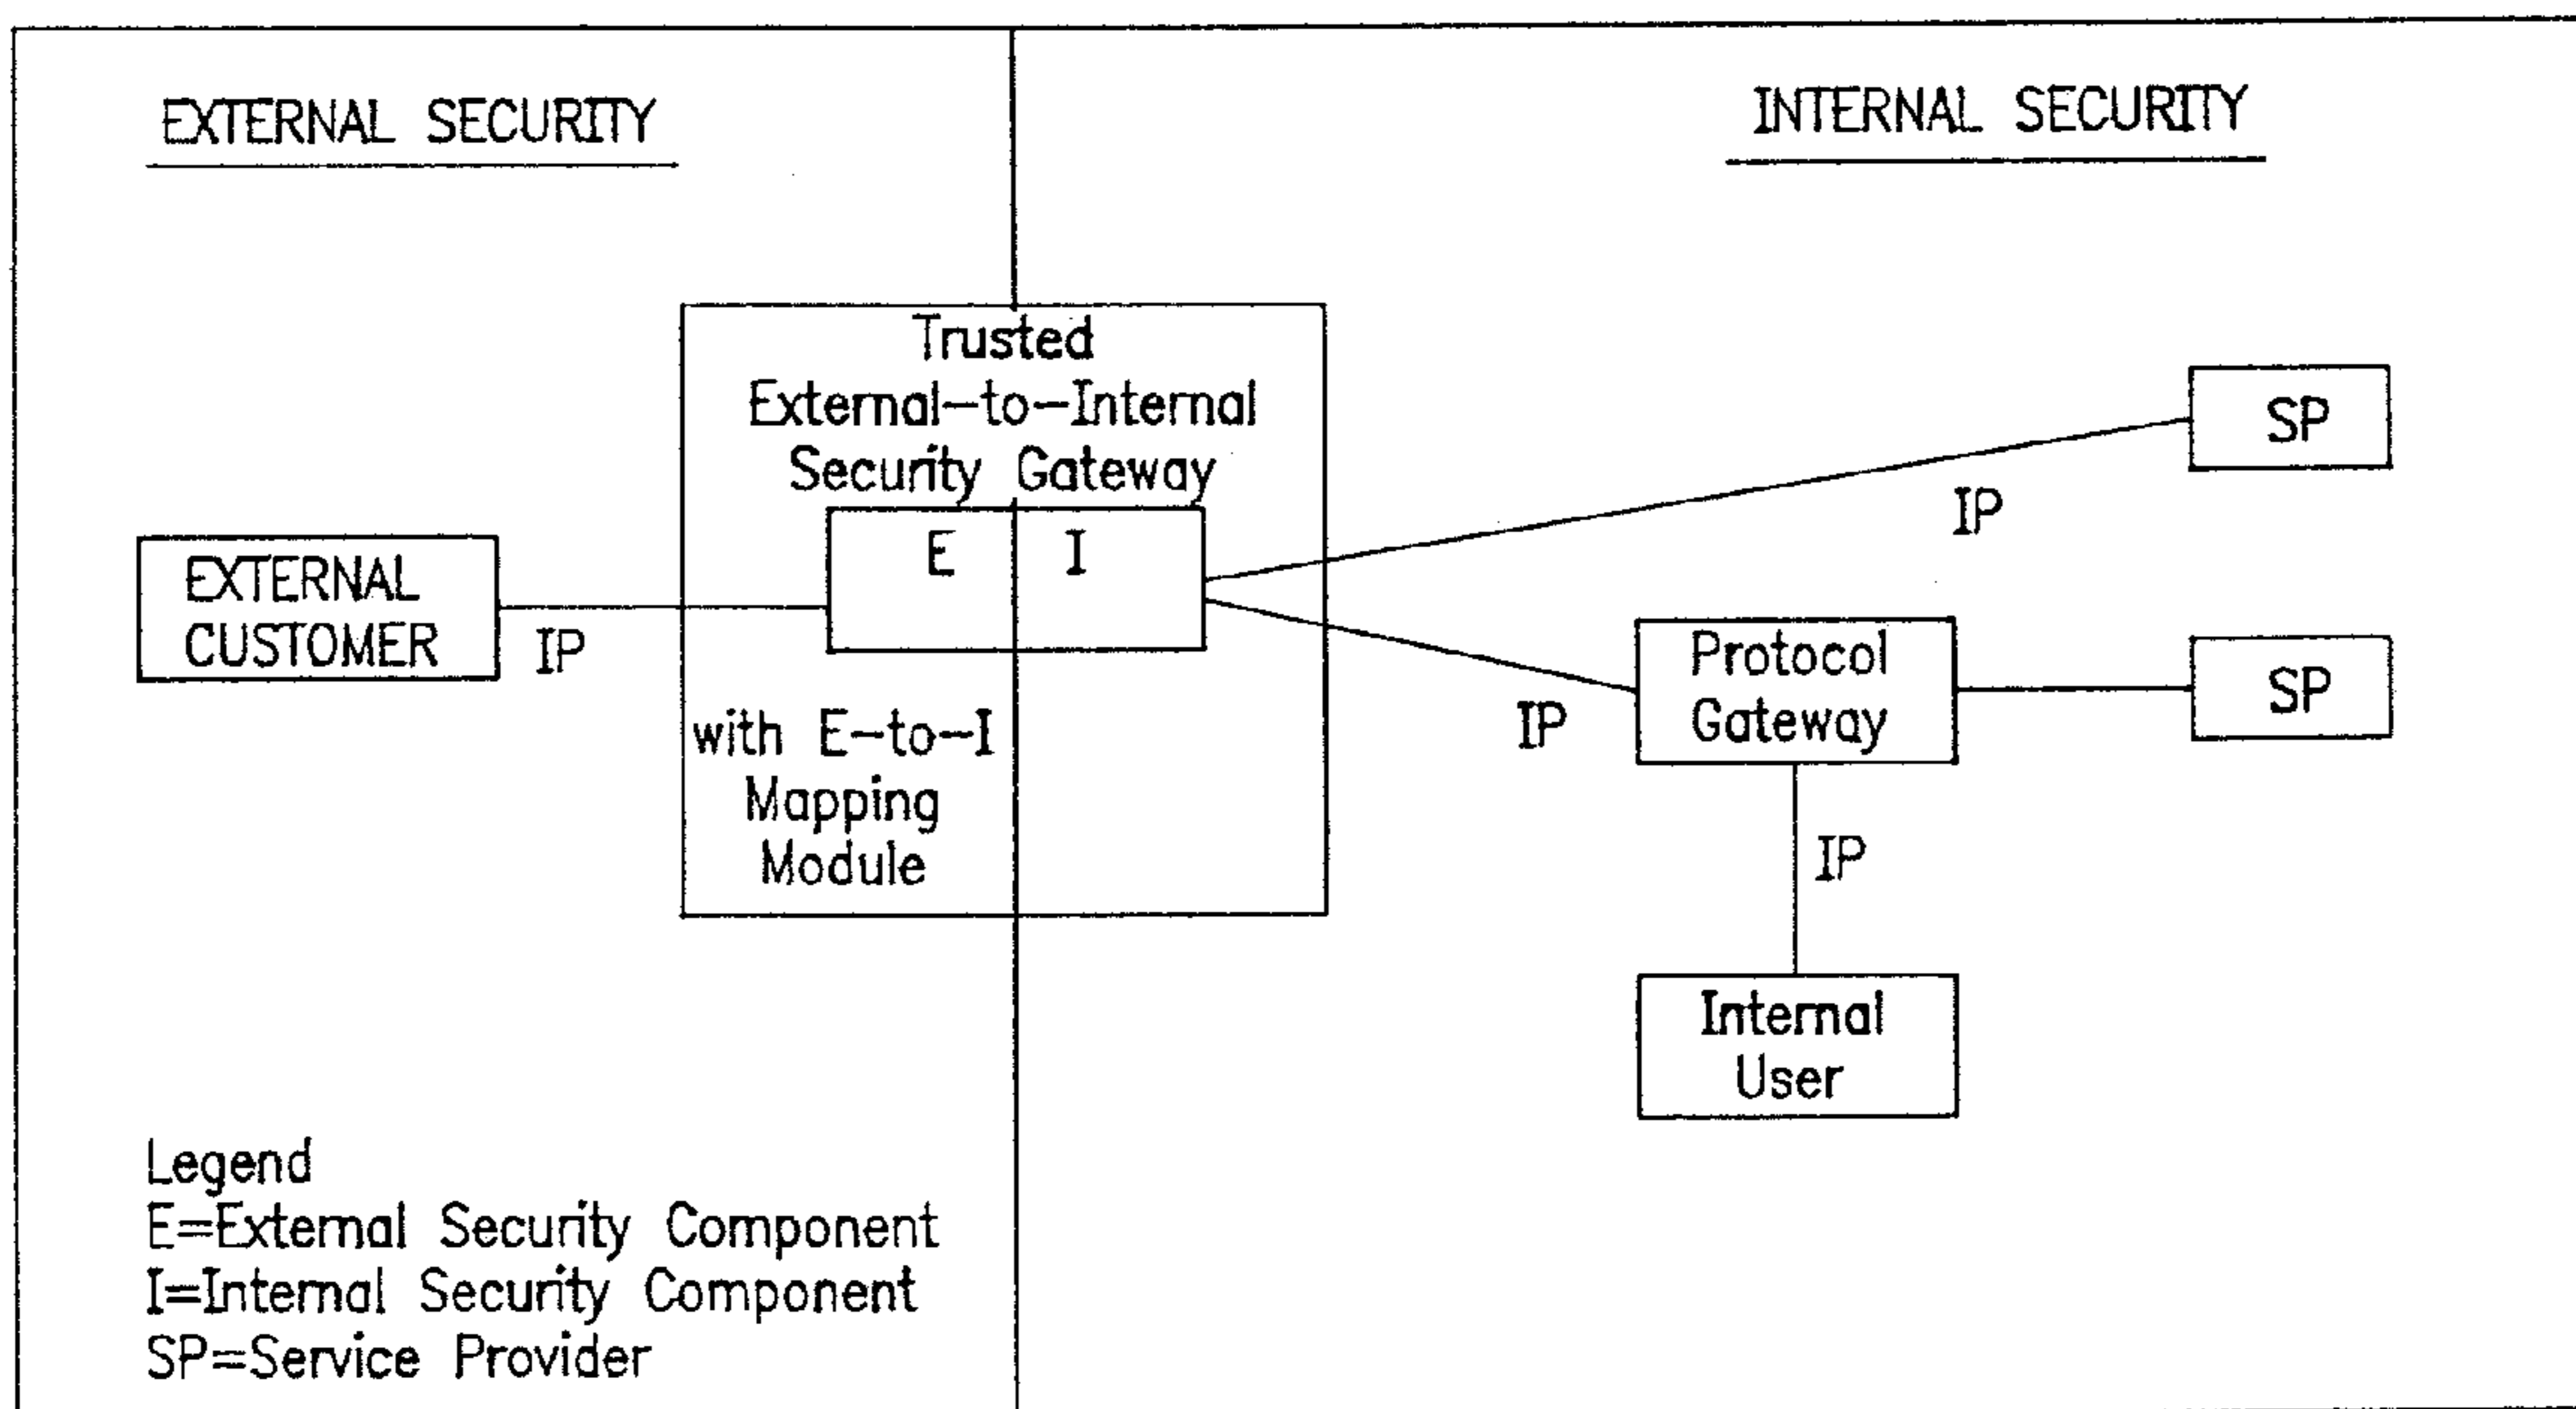 EXTERNAL SECURITY
INTERNAL SECURITY
Trusted
External-to-Internal
Security Gateway
E I
EXTERNAL
CUSTOMER
IP
with E-to-I
Mapping
Module
SP
IP
Protocol
Gateway
IP
SP
IP
Internal
User
Legend
E=External Security Component
I=Internal Security Component
SP=Service Provider